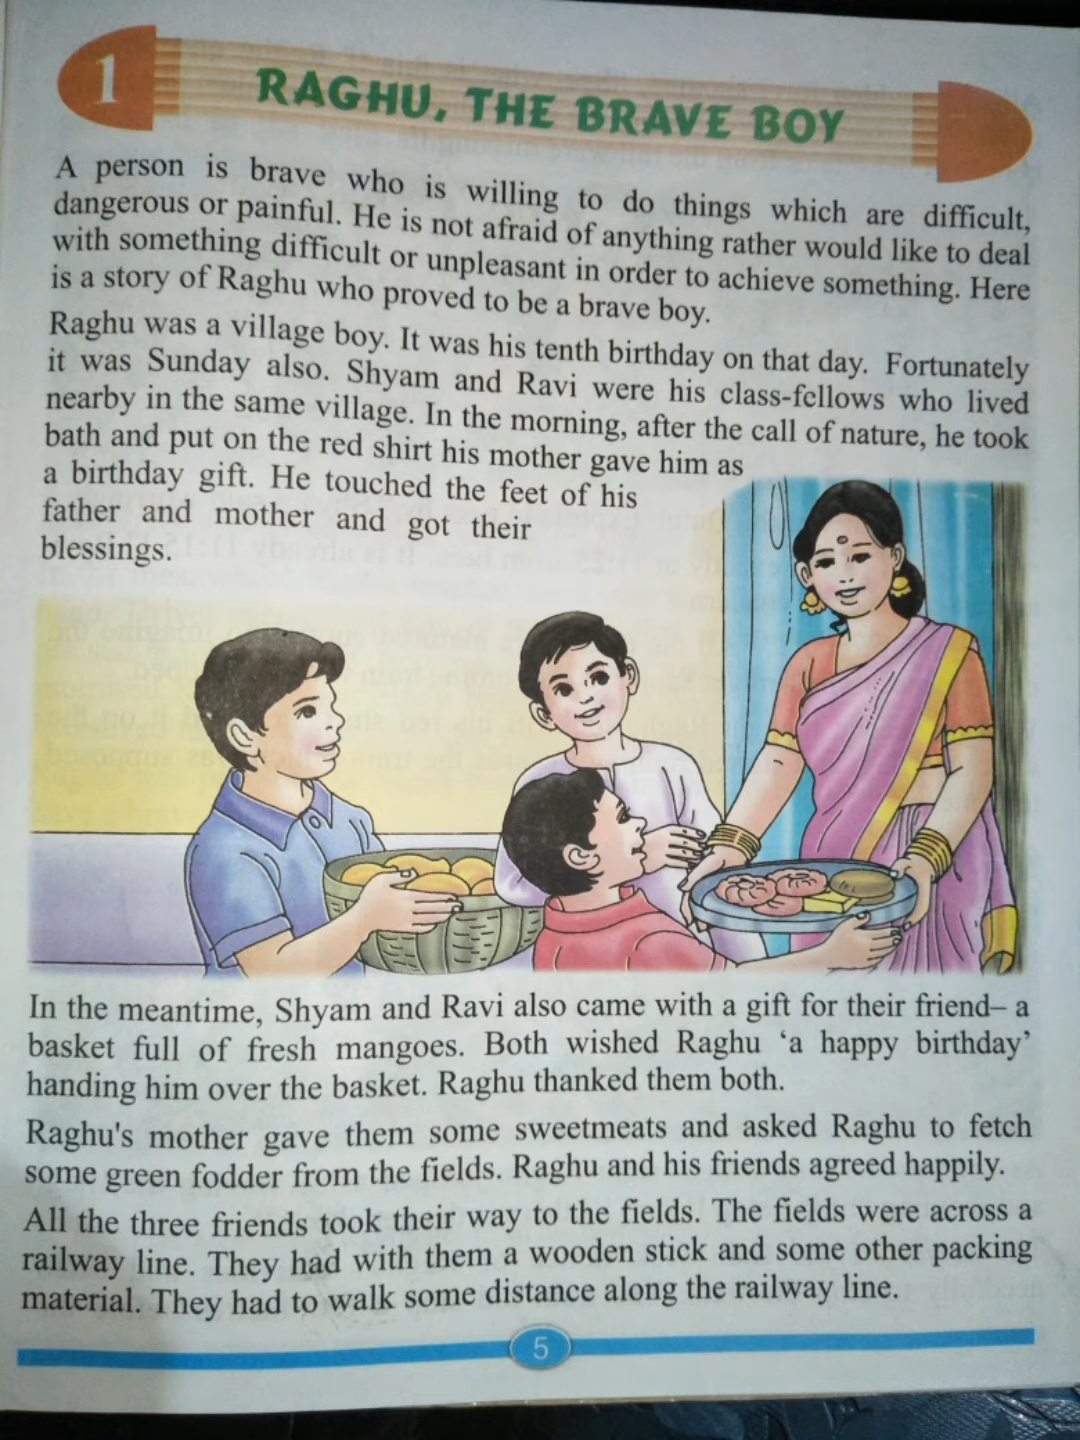 1
RAGHU, THE BRAVE BOY
A person is brave who is willing to do things which are difficult,
dangerous or painful. He is not afraid of anything rather would like to deal
with something difficult or unpleasant in order to achieve something. Here
is a story of Raghu who proved to be a brave boy.
Raghu was a village boy. It was his tenth birthday on that day. Fortunately
it was Sunday also. Shyam and Ravi were his class-fellows who lived
nearby in the same village. In the morning, after the call of nature, he took
bath and put on the red shirt his mother gave him as
a birthday gift. He touched the feet of his
father and mother and got their
blessings.
In the meantime, Shyam and Ravi also came with a gift for their friend– a
basket full of fresh mangoes. Both wished Raghu ‘a happy birthday’
handing him over the basket. Raghu thanked them both.
Raghu's mother gave them some sweetmeats and asked Raghu to fetch
some green fodder from the fields. Raghu and his friends agreed happily.
All the three friends took their way to the fields. The fields were across a
railway line. They had with them a wooden stick and some other packing
material. They had to walk some distance along the railway line.
5